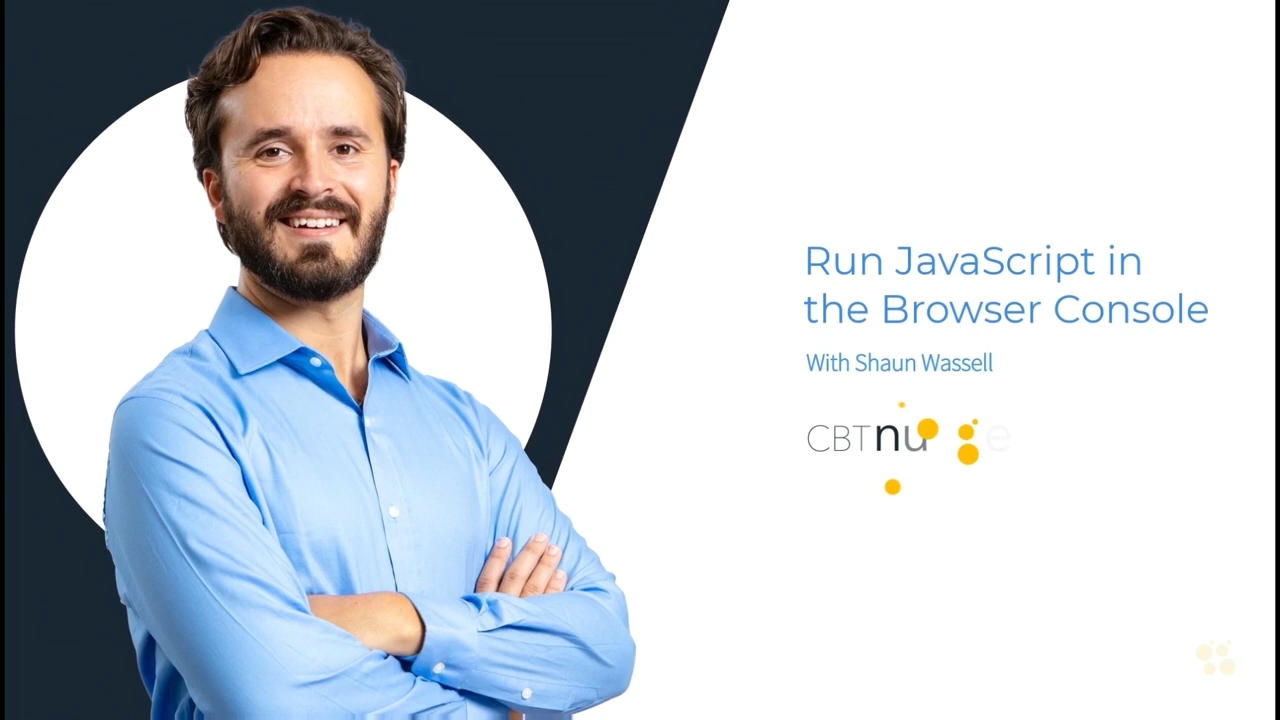 Run JavaScript in
the Browser Console
With Shaun Wassell
CBTnu e